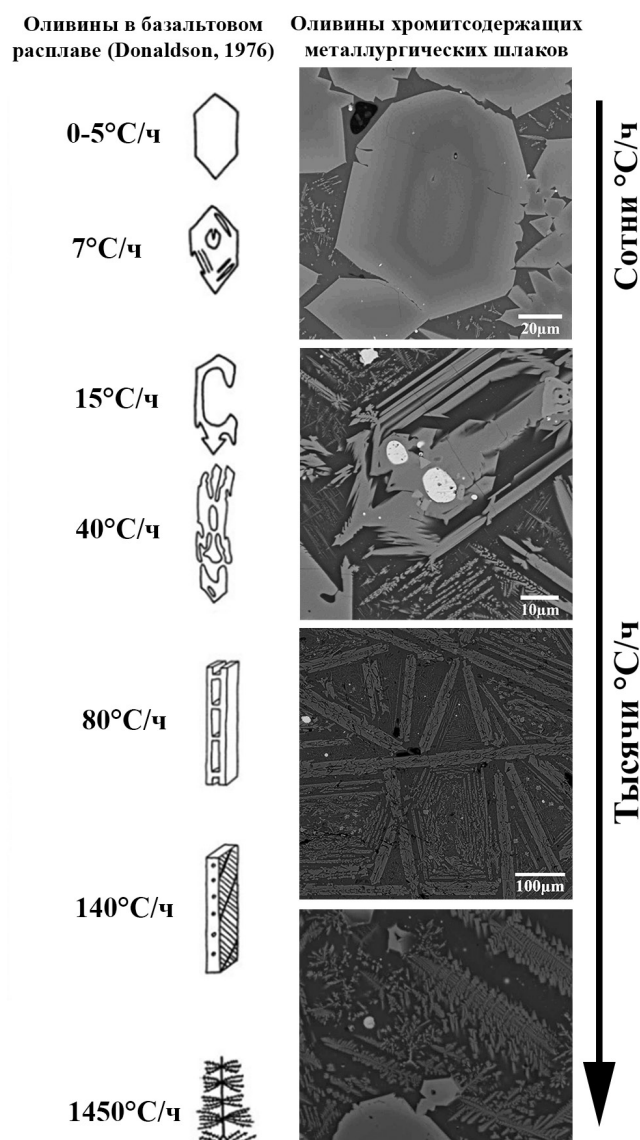 Оливины в базальтовом
расплаве (Donaldson, 1976)
Оливины хромитсодержащих
металлургических шлаков
0-5°C/ч
7°C/ч
15°C/ч
40°C/ч
80°C/ч
140°C/ч
1450°C/ч
20μm
10μm
100μm
Сотни °C/ч
Тысячи °C/ч